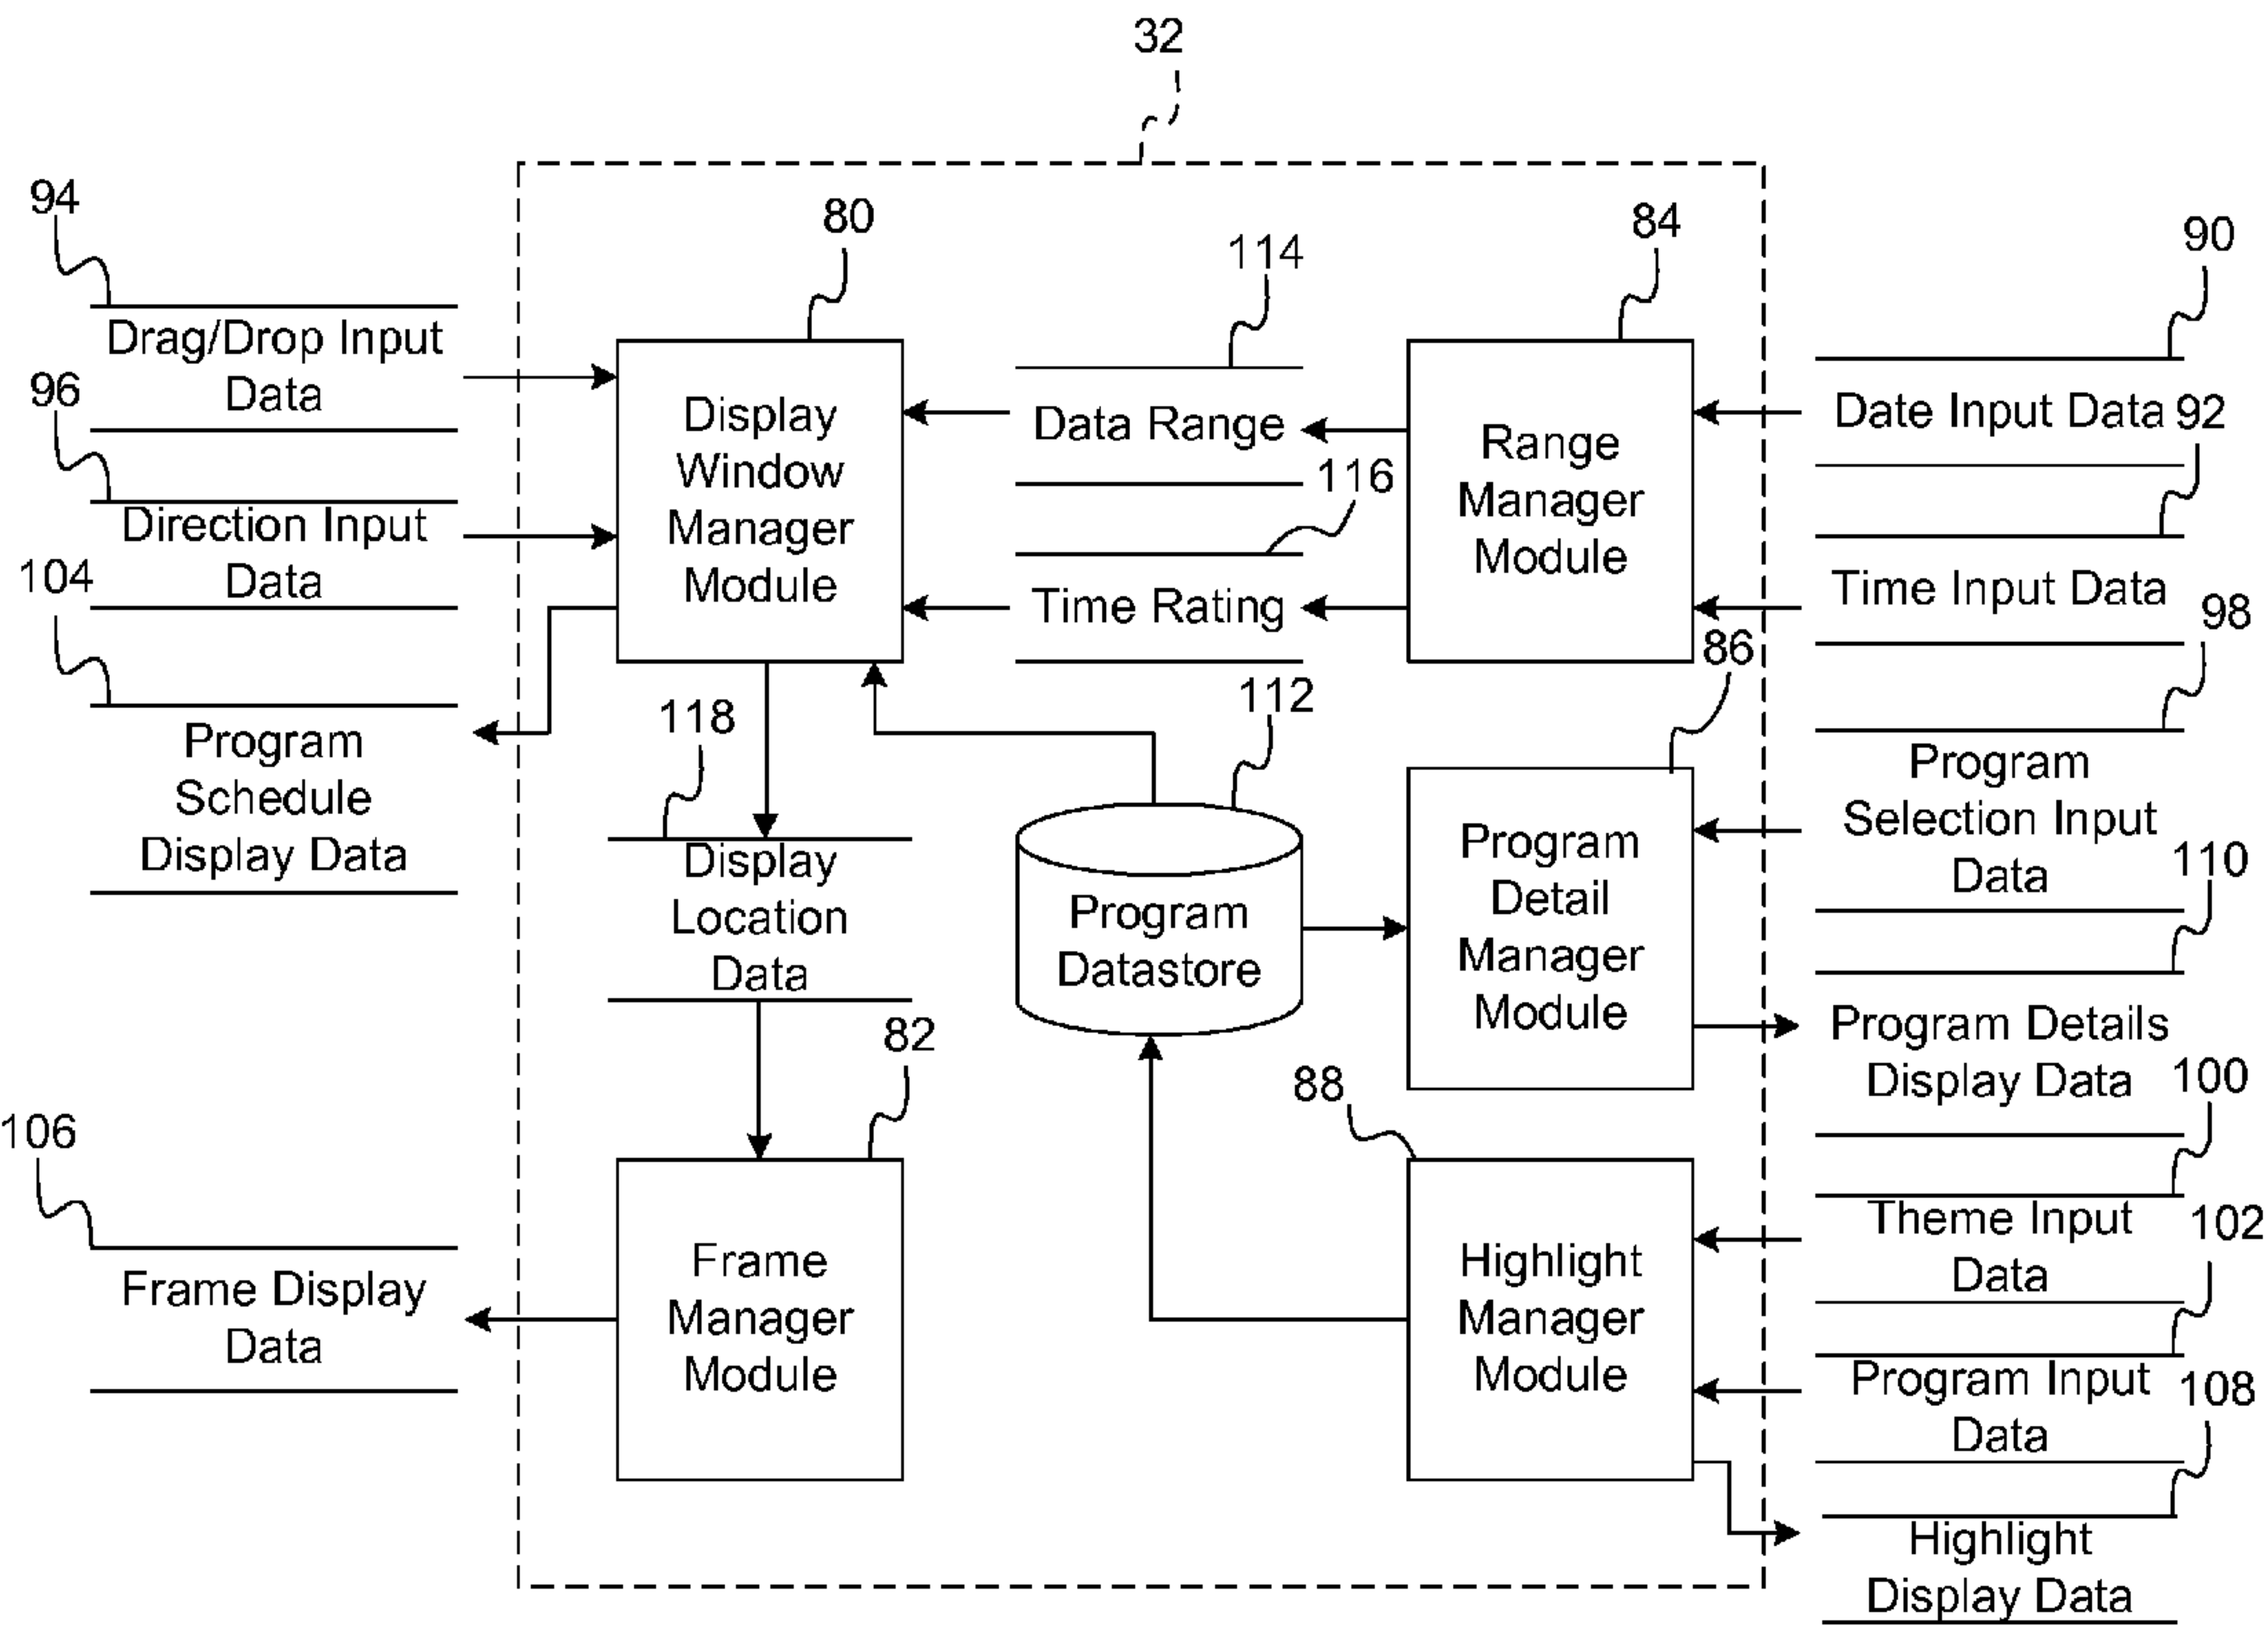 32
94
Drag/Drop Input
Data
96
Direction Input
Data
104
Program
Schedule
Display Data
106
Frame Display
Data
80
Display
Window
Manager
Module
114
Data Range
116
Time Rating
84
Range
Manager
Module
118
Display
Location
Data
112
Program
Datastore
86
Program
Detail
Manager
Module
82
Frame
Manager
Module
88
Highlight
Manager
Module
90
Date Input Data
92
Time Input Data
98
Program
Selection Input
Data
110
Program Details
Display Data
100
Theme Input
Data
102
Program Input
Data
108
Highlight
Display Data